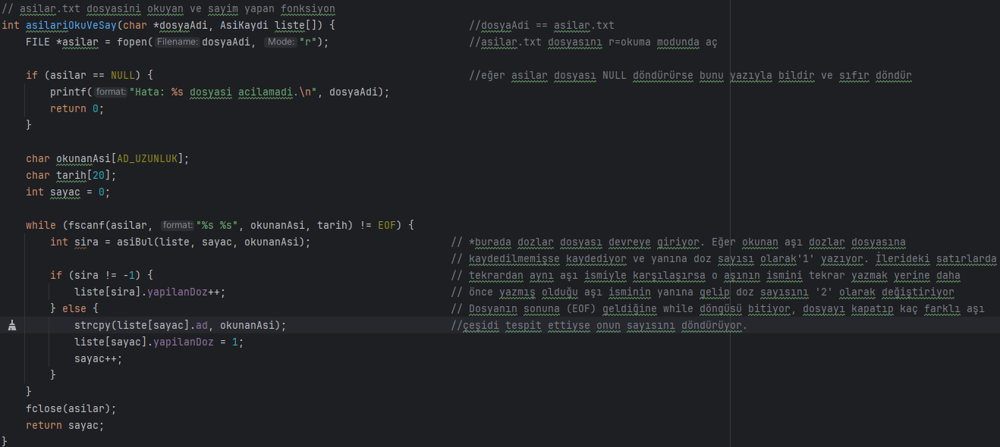 // asilar.txt dosyasini okuyan ve sayim yapan fonksiyon
int asilariOkuVeSay(char *dosyaAdi, AsiKaydi liste[]) { //dosyaAdi == asilar.txt
FILE *asilar = fopen( Filename: dosyaAdi, Mode: "r"); //asilar.txt dosyasını r=okuma modunda aç
if (asilar == NULL) { //eğer asilar dosyası NULL döndürürse bunu yazıyla bildir ve sıfır döndür
printf( format: "Hata: %s dosyasi acilamadi.\n", dosyaAdi);
return 0;
}
char okunanAsi[AD_UZUNLUK];
char tarih[20];
int sayac = 0;
while (fscanf(asilar, format: "%s %s", okunanAsi, tarih) != EOF) {
int sira = asiBul(liste, sayac, okunanAsi); // *burada dozlar dosyası devreye giriyor. Eğer okunan aşı dozlar dosyasına
// kaydedilmemişse kaydediyor ve yanına doz sayısı olarak'1' yazıyor. İlerideki satırlarda
if (sira != -1) { // tekrardan aynı aşı ismiyle karşılaşırsa o aşının ismini tekrar yazmak yerine daha
liste[sira].yapilanDoz++; // önce yazmış olduğu aşı isminin yanına gelip doz sayısını '2' olarak değiştiriyor
} else { // Dosyanın sonuna (EOF) geldiğine while döngüsü bitiyor, dosyayı kapatıp kaç farklı aşı
strcpy(liste[sayac].ad, okunanAsi); //çeşidi tespit ettiyse onun sayısını döndürüyor.
liste[sayac].yapilanDoz = 1;
sayac++;
}
}
fclose(asilar);
return sayac;
}